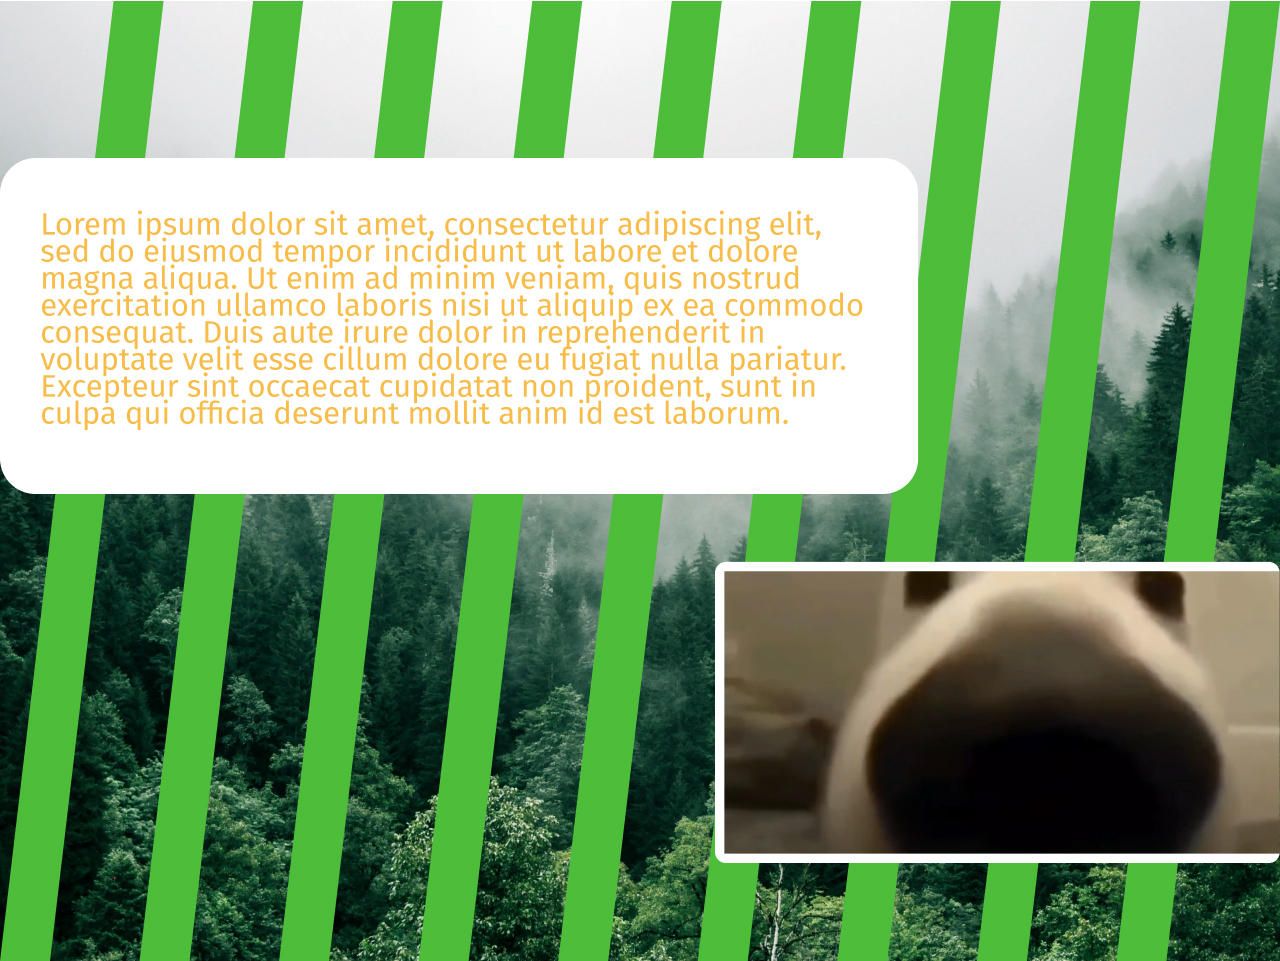 Lorem ipsum dolor sit amet, consectetur adipiscing elit,
sed do eiusmod tempor incididunt ut labore et dolore
magna aliqua. Ut enim ad minim veniam, quis nostrud
exercitation ullamco laboris nisi ut aliquip ex ea commodo
consequat. Duis aute irure dolor in reprehenderit in
voluptate velit esse cillum dolore eu fugiat nulla pariatur.
Excepteur sint occaecat cupidatat non proident, sunt in
culpa qui officia deserunt mollit anim id est laborum.